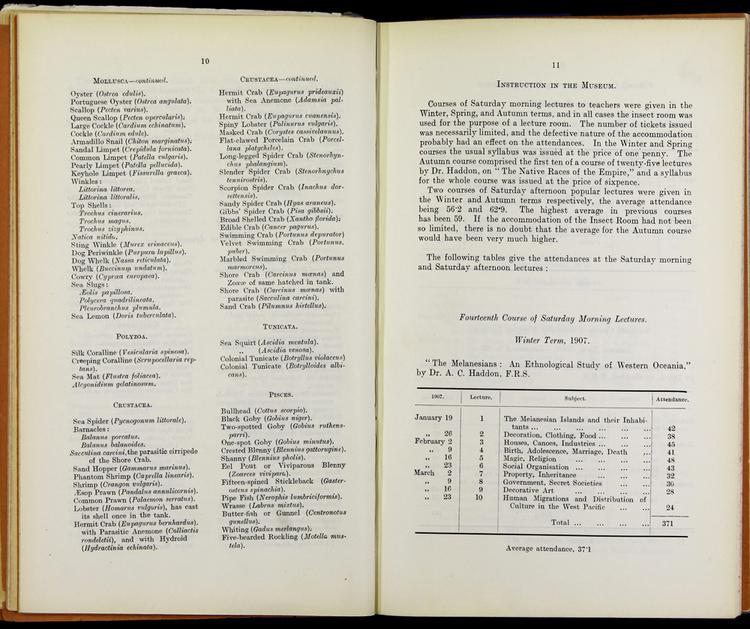 10
MOLLUSCA—continued.
Oyster (Ostrea edulis).
Portuguese Oyster (Ostrea angulata).
Scallop (Pecten varius).
Queen Scallop (Pecten opercularis).
Large Cockle (Cardium echinatum).
Cockle (Cardium edule).
Armadillo Snail (Chiton marginatus).
Sandal Limpet (Crepidula fornicata).
Common Limpet (Patella vulgaris).
Pearly Limpet (Patella pellucida).
Keyhole Limpet (Fissurella græca).
Winkles:
Littorina littorea.
Littorina littoralis.
Top Shells:
Trochus cinerarius.
Trochus magus.
Trochus zizyphinus.
Natica nitida.
Sting Winkle (Murex erinaceus).
Dog Periwinkle (Purpura lapillus).
Dog Whelk (Nassa reticulata).
Whelk (Buccinum undatum).
Cowry (Cypræa europæa).
Sea Slugs:
Æolis papillosa.
Polycera quadrilineata.
Pleurobranchus plumula.
Sea Lemon (Doris tuberculata).
POLYZOA.
Silk Coralline (Vesicularia spinosa).
Creeping Coralline (Scrupocellaria rep-
tans).
Sea Mat (Flustra foliacea).
Alcyonidium gelatinosum.
CRUSTACEA.
Sea Spider (Pycnogonum littorale).
Barnacles:
Balanus porcatus.
Balanus balanoides.
Sacculina carcini, the parasitic cirripede
of the Shore Crab.
Sand Hopper (Gammarus marinus).
Phantom Shrimp (Caprella linearis).
Shrimp (Crangon vulgaris).
Æsop Prawn (Pandalus annulicornis).
Common Prawn (Palæmon serratus).
Lobster (Homarus vulgaris), has cast
its shell once in the tank.
Hermit Crab (Eupagurus bernhardus).
with Parasitic Anemone (Calliactis
rondeletii), and with Hydroid
(Hydractinia echinata).
CRUSTACEA—continued.
Hermit Crab (Eupagurus prideauxii)
with Sea Anemone (Adamsia pal-
liata).
Hermit Crab (Eupagurus cuanensis).
Spiny Lobster (Palinurus vulgaris).
Masked Crab (Corystes cassivelaunus).
Flat-clawed Porcelain Crab (Porcel-
lana platycheles).
Long-legged Spider Crab (Stenorhyn-
chus phalangium).
Slender Spider Crab (Stenorhynchus
tenuirostris).
Scorpion Spider Crab (Inachus dor-
settensis).
Sandy Spider Crab (Hyas araneus).
Gibbs' Spider Crab (Pisa gibbsii).
Broad Shelled Crab (Xantho florida);
Edible Crab (Cancer pagurus).
Swimming Crab (Portunus depurator)
Velvet Swimming Crab (Portunus.
puber).
Marbled Swimming Crab (Portunus
marmoreus).
Shore Crab (Carcinus mænas) and
Zoææ of same hatched in tank.
Shore Crab (Carcinus mænas) with
parasite (Sacculina carcini).
Sand Crab (Pilumnus hirtellus).
TUNICATA.
Sea Squirt (Ascidia mentula).
„ (Ascidia venosa).
Colonial Tunicate (Botryllus violaceus)
Colonial Tunicate (Botrylloides albi-
cans).
PISCES.
Bullhead (Cottus scorpio).
Black Goby (Gobius niger).
Two-spotted Goby (Gobius ruthens-
parri).
One-spot Goby (Gobius minutus).
Crested Blenny (Blennius gattorugine).
Shanny (Blennius pholis).
Eel Pout or Viviparous Blenny
(Zoarces vivipara).
Fifteen-spined Stickleback (Gaster-
osteus spinachia).
Pipe Fish (Nerophis lumbriciformis).
Wrasse (Labrus mixtus).
Butter-fish or Gunnel (Centronotus
gunellus).
Whiting (Gadus merlangus).
Five-bearded Rockling (Motella mus-
tela).
11
INSTRUCTION IN THE MUSEUM.
Courses of Saturday morning lectures to teachers were given in the
Winter, Spring, and Autumn terms, and in all cases the insect room was
used for the purpose of a lecture room. The number of tickets issued
was necessarily limited, and the defective nature of the accommodation
probably had an effect on the attendances. In the Winter and Spring
courses the usual syllabus was issued at the price of one penny. The
Autumn course comprised the first ten of a course of twenty-five lectures
by Dr. Haddon, on "The Native Races of the Empire," and a syllabus
for the whole course was issued at the price of sixpence.
Two courses of Saturday afternoon popular lectures were given in
the Winter and Autumn terms respectively, the average attendance
being 56·2 and 62·9. The highest average in previous courses
has been 59. If the accommodation of the Insect Room had not been
so limited, there is no doubt that the average for the Autumn course
would have been very much higher.
The following tables give the attendances at the Saturday morning
and Saturday afternoon lectures:
Fourteenth Course of Saturday Morning Lectures.
Winter Term, 1907.
"The Melanesians: An Ethnological Study of Western Oceania,"
by Dr. A. C. Haddon, F.R.S.
1907. Lecture. Subject. Attendance.
January 19 1 The Melanesian Islands and their Inhabi-
tants ... ... ... ... ... ... 42
„ 26 2 Decoration, Clothing, Food ... ... ... 38
February 2 3 Houses, Canoes, Industries ... ... ... 45
„ 9 4 Birth, Adolescence, Marriage, Death ... 41
„ 16 5 Magic, Religion ... ... ... ... 48
„ 23 6 Social Organisation ... ... ... ... 43
March 2 7 Property, Inheritance ... ... ... 32
„ 9 8 Government, Secret Societies ... ... 30
„ 16 9 Decorative Art ... ... ... ... 28
„ 23 10 Human Migrations and Distribution of
Culture in the West Pacific ... ... 24
Total ... ... ... ... 371
Average attendance, 37·1